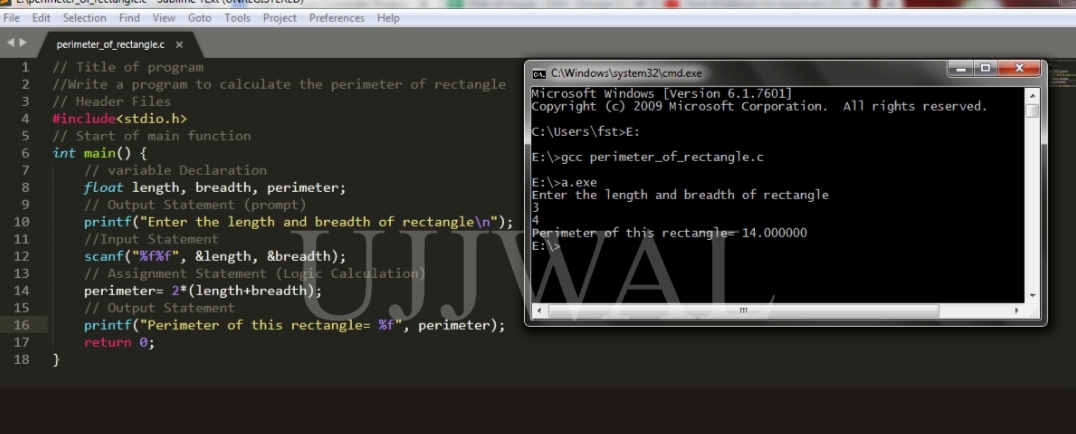 E:\perimeter_of_rectangle.c - Sublime Text (UNREGISTERED)
File Edit Selection Find View Goto Tools Project Preferences Help
perimeter_of_rectangle.c x
1 // Title of program
2 //Write a program to calculate the perimeter of rectangle
3 // Header Files
4 #include<stdio.h>
5 // Start of main function
6 int main() {
7 // variable Declaration
8 float length, breadth, perimeter;
9 // Output Statement (prompt)
10 printf("Enter the length and breadth of rectangle\n");
11 //Input Statement
12 scanf("%f%f", &length, &breadth);
13 // Assignment Statement (Logic Calculation)
14 perimeter= 2*(length+breadth);
15 // Output Statement
16 printf("Perimeter of this rectangle= %f", perimeter);
17 return 0;
18 }
C:\Windows\system32\cmd.exe
Microsoft Windows [Version 6.1.7601]
Copyright (c) 2009 Microsoft Corporation. All rights reserved.
C:\Users\fst>E:
E:\>gcc perimeter_of_rectangle.c
E:\>a.exe
Enter the length and breadth of rectangle
3
4
Perimeter of this rectangle= 14.000000
E:\>
UJJWAL